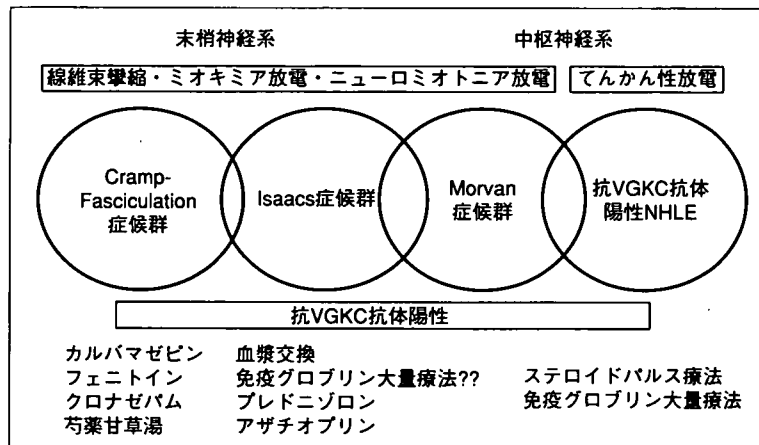 末梢神経系 中枢神経系
線維束攣縮・ミオキミア放電・ニューロミオトニア放電 てんかん性放電
Cramp-
Fasciculation
症候群
Isaacs症候群
Morvan
症候群
抗VGKC抗体
陽性NHLE
抗VGKC抗体陽性
カルバマゼピン
フェニトイン
クロナゼパム
芍薬甘草湯
血漿交換
免疫グロブリン大量療法??
プレドニゾロン
アザチオプリン
ステロイドパルス療法
免疫グロブリン大量療法